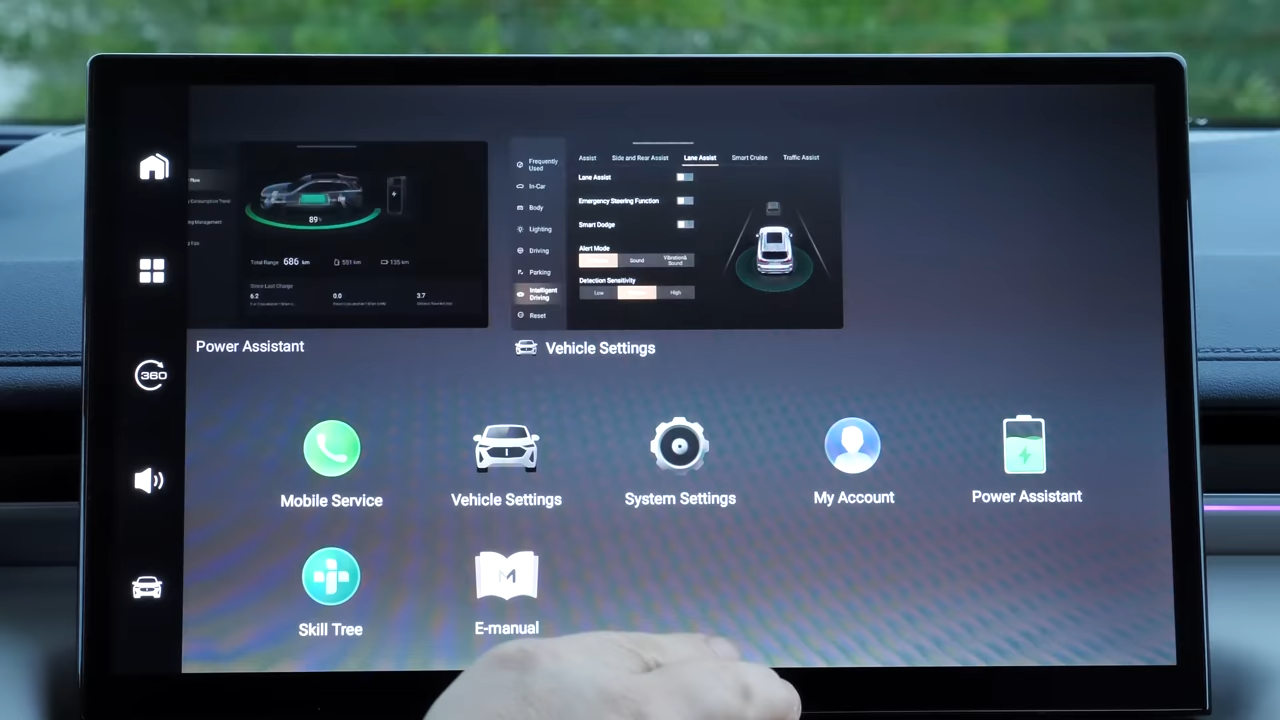 89%
Total Range 686 km
551 km
135 km
Since Last Charge
6.2
0.0
3.7
Power Assistant
Frequently
Used
In-Car
Body
Lighting
Driving
Parking
Intelligent
Driving
Reset
Assist
Side and Rear Assist
Lane Assist
Smart Cruise
Traffic Assist
Lane Assist
Emergency Steering Function
Smart Dodge
Alert Mode
Sound
Vibration&
Sound
Detection Sensitivity
Low
High
Vehicle Settings
360
Mobile Service
Vehicle Settings
System Settings
My Account
Power Assistant
Skill Tree
M
E-manual